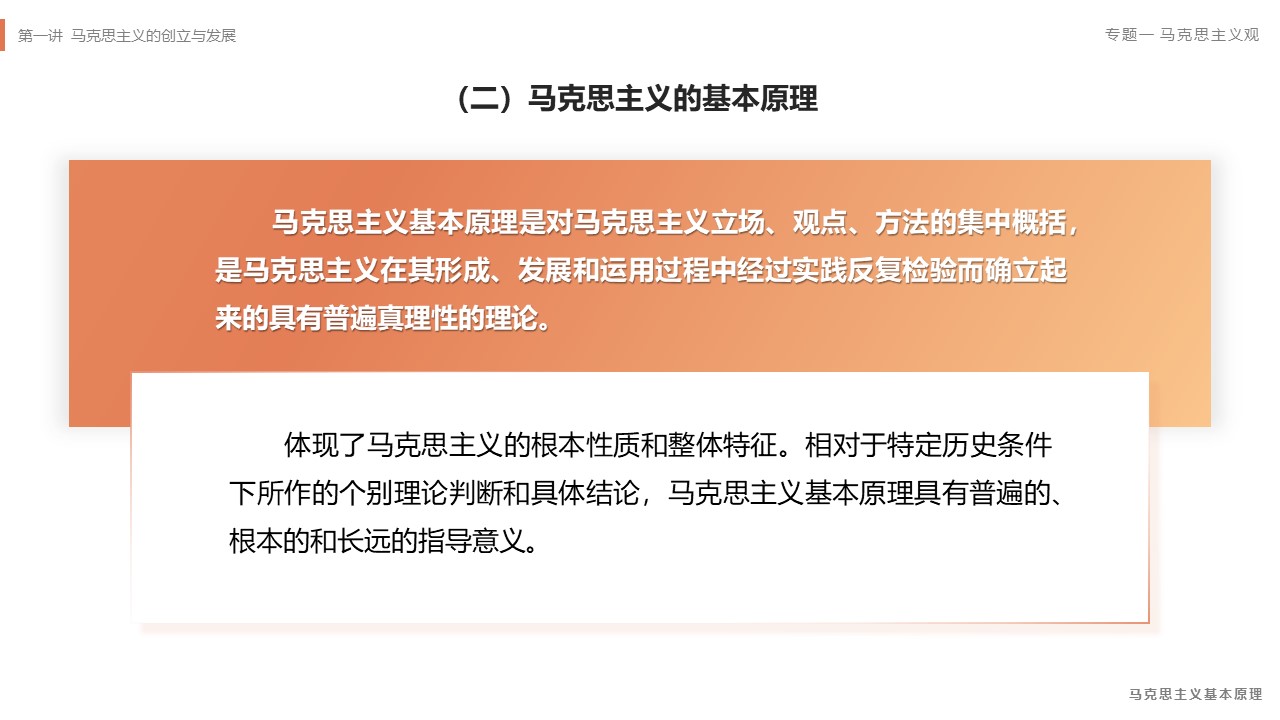 第一讲 马克思主义的创立与发展
专题一 马克思主义观
（二）马克思主义的基本原理
马克思主义基本原理是对马克思主义立场、观点、方法的集中概括，
是马克思主义在其形成、发展和运用过程中经过实践反复检验而确立起
来的具有普遍真理性的理论。
体现了马克思主义的根本性质和整体特征。相对于特定历史条件
下所作的个别理论判断和具体结论，马克思主义基本原理具有普遍的、
根本的和长远的指导意义。
马克思主义基本原理